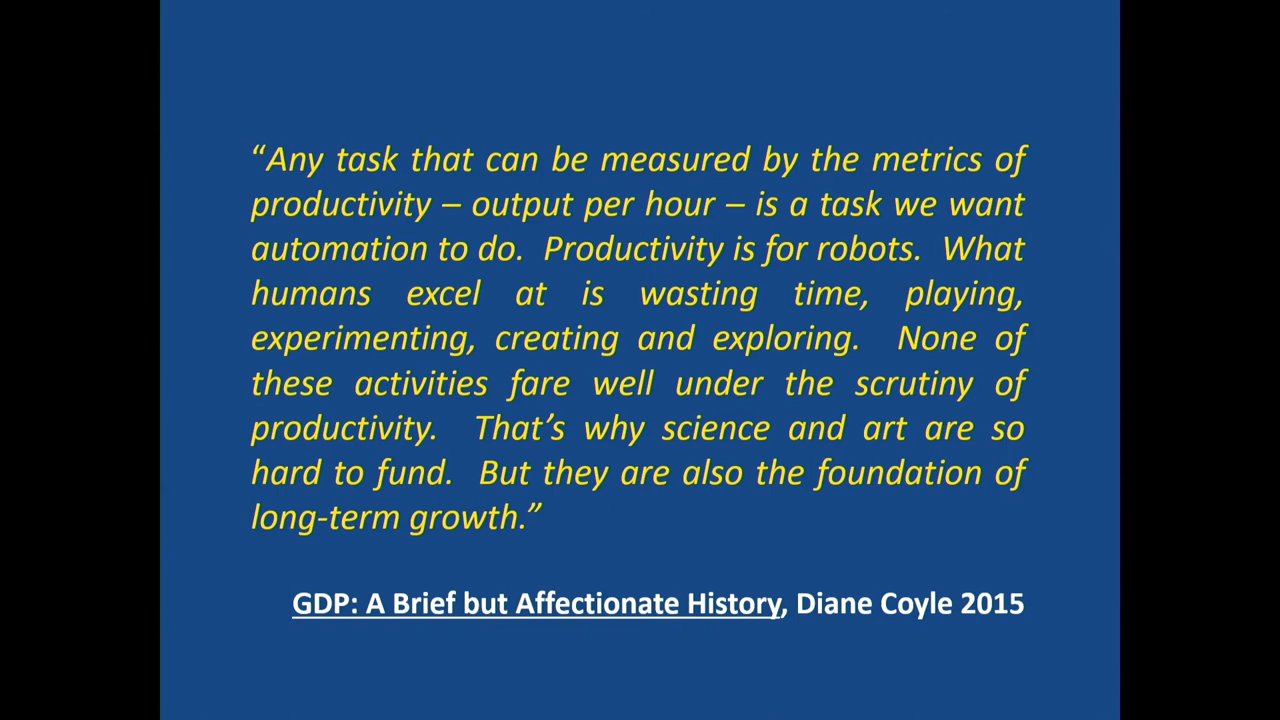 “Any task that can be measured by the metrics of
productivity – output per hour – is a task we want
automation to do.  Productivity is for robots.  What
humans excel at is wasting time, playing,
experimenting, creating and exploring.  None of
these activities fare well under the scrutiny of
productivity.  That’s why science and art are so
hard to fund.  But they are also the foundation of
long-term growth.”
GDP: A Brief but Affectionate History, Diane Coyle 2015